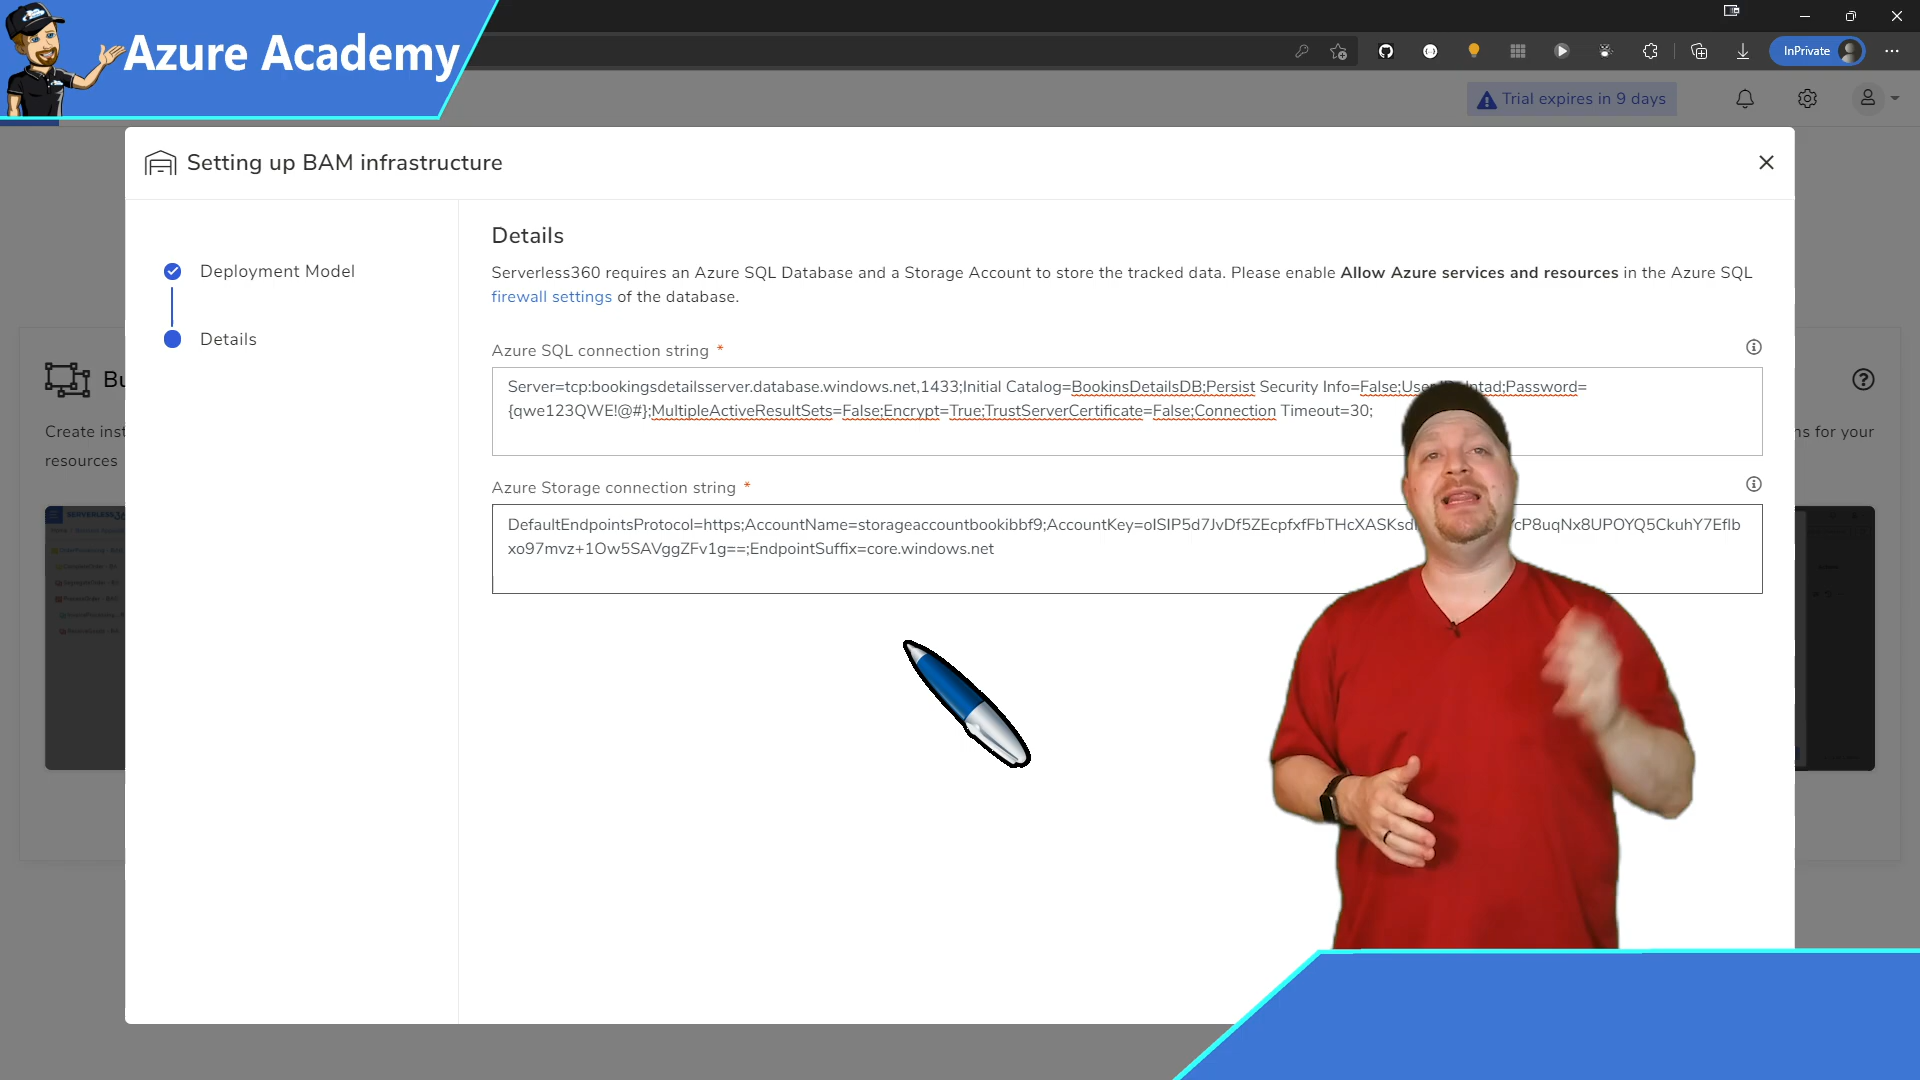 Azure Academy
InPrivate
Trial expires in 9 days
Setting up BAM infrastructure
Deployment Model
Details
Details
Serverless360 requires an Azure SQL Database and a Storage Account to store the tracked data. Please enable Allow Azure services and resources in the Azure SQL
firewall settings of the database.
Azure SQL connection string *
Server=tcp:bookingsdetailsserver.database.windows.net,1433;Initial Catalog=BookinsDetailsDB;Persist Security Info=False;User ntad;Password=
{qwe123QWE!@#};MultipleActiveResultSets=False;Encrypt=True;TrustServerCertificate=False;Connection Timeout=30;
Azure Storage connection string *
DefaultEndpointsProtocol=https;AccountName=storageaccountbookibbf9;
xo97mvz+1Ow5SAVggZFv1g==;EndpointSuffix=core.windows.net
Bu
Create inst
resources
ns for your